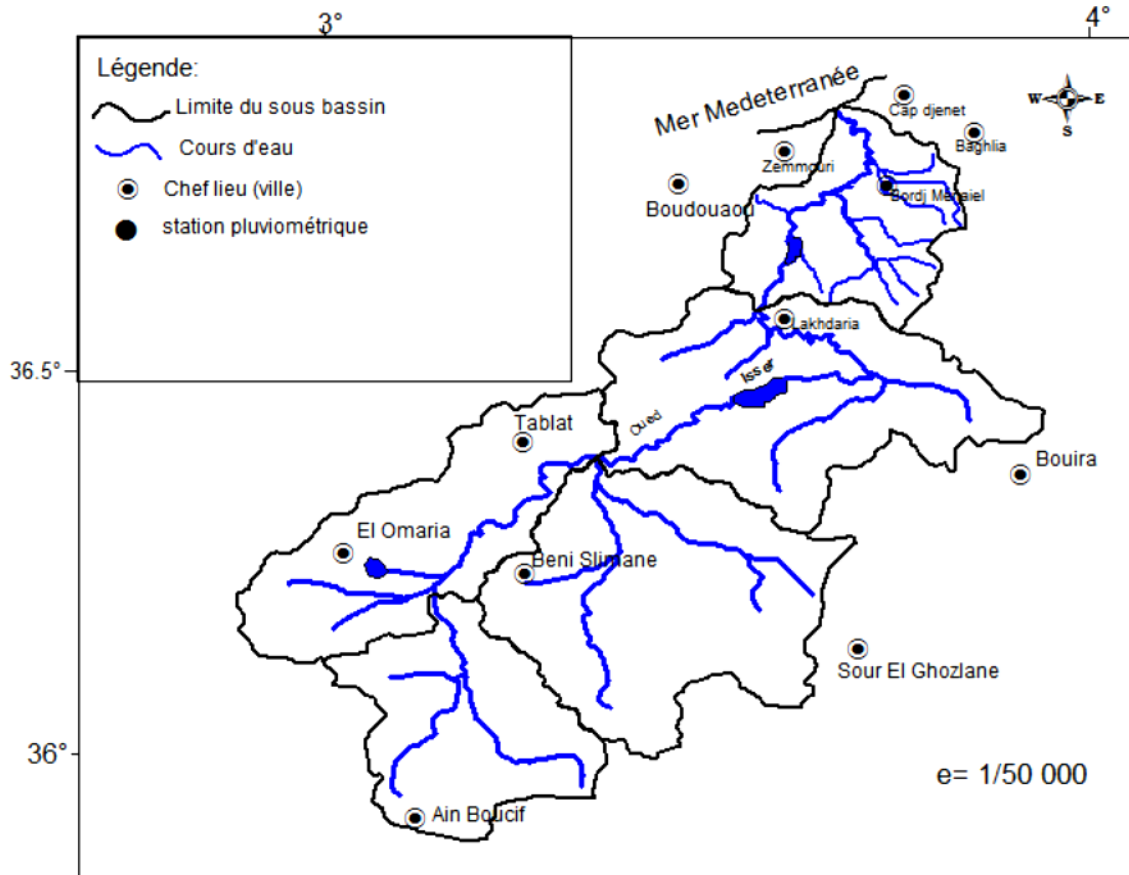 3°
4°
Légende:
Limite du sous bassin
Cours d'eau
Chef lieu (ville)
station pluviométrique
Mer Medeterranée
Cap djenet
Baghlia
Zemmouri
Bordj Menaiel
Boudouaou
W
E
S
Lakhdaria
36.5°
Isser
Oued
Tablat
Bouira
El Omaria
Beni Slimane
Sour El Ghozlane
36°
e= 1/50 000
Ain Boucif